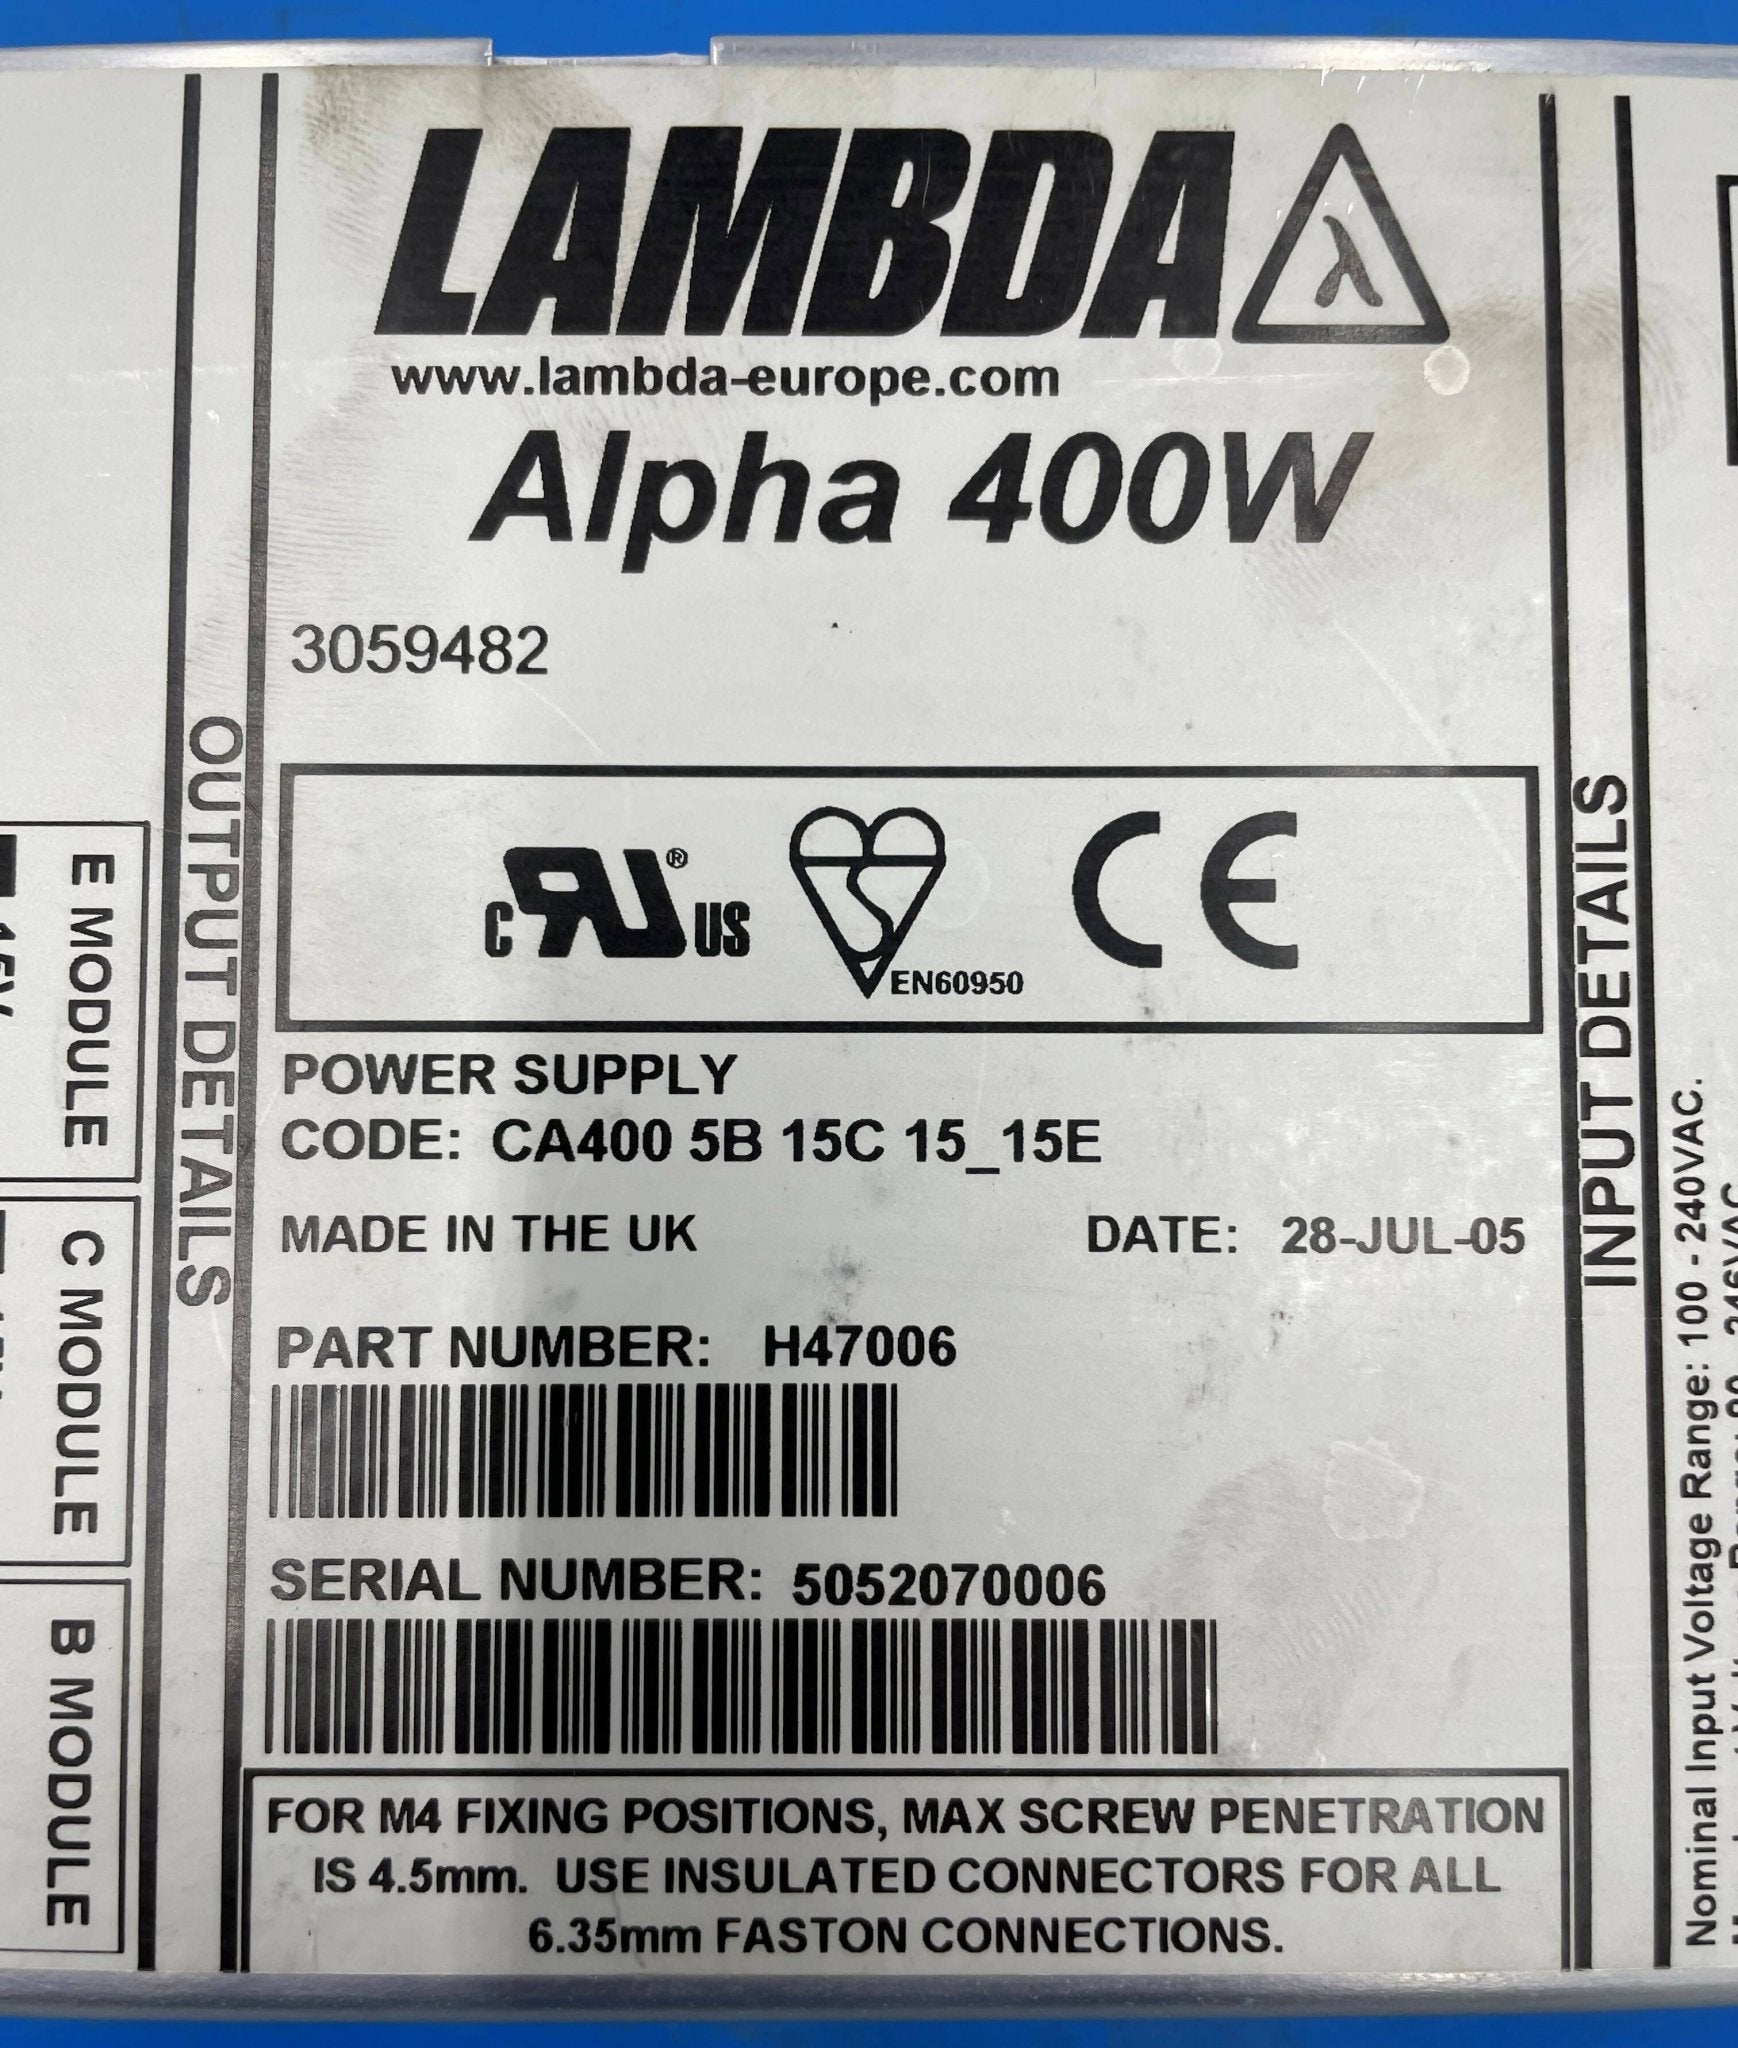 LAMBDA
λ
www.lambda-europe.com
Alpha 400W
3059482
C RU ® US
EN60950
CE
POWER SUPPLY
CODE: CA400 5B 15C 15_15E
MADE IN THE UK DATE: 28-JUL-05
PART NUMBER: H47006
SERIAL NUMBER: 5052070006
FOR M4 FIXING POSITIONS, MAX SCREW PENETRATION
IS 4.5mm. USE INSULATED CONNECTORS FOR ALL
6.35mm FASTON CONNECTIONS.
OUTPUT DETAILS
E MODULE
C MODULE
B MODULE
INPUT DETAILS
Nominal Input Voltage Range: 100 - 240VAC.